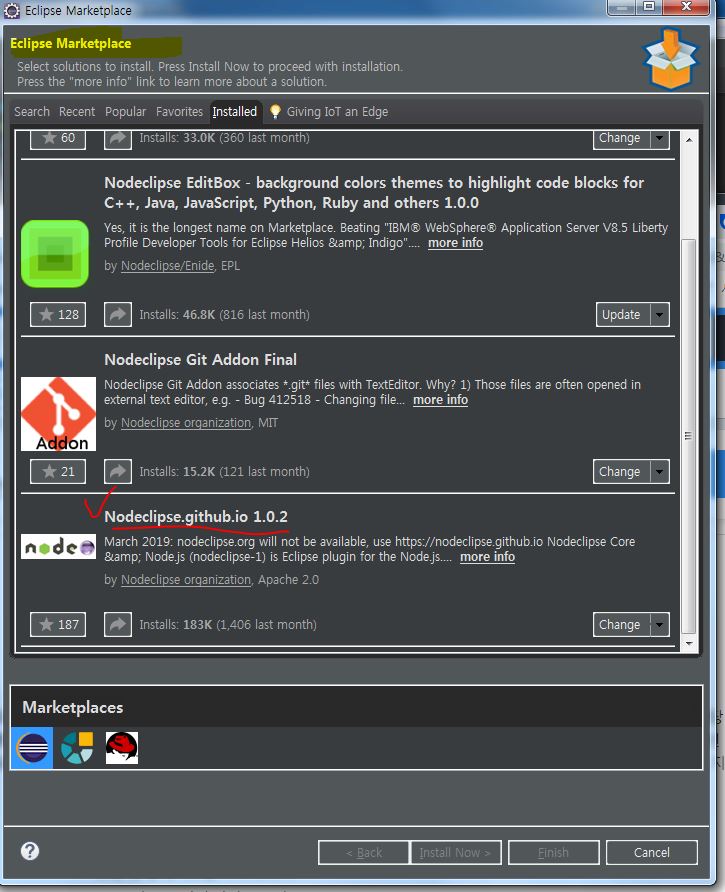 Eclipse Marketplace
Eclipse Marketplace
Select solutions to install. Press Install Now to proceed with installation.
Press the "more info" link to learn more about a solution.
Search Recent Popular Favorites Installed Giving IoT an Edge
60 Installs: 33.0K (360 last month) Change
Nodeclipse EditBox - background colors themes to highlight code blocks for
C++, Java, JavaScript, Python, Ruby and others 1.0.0
Yes, it is the longest name on Marketplace. Beating "IBM® WebSphere® Application Server V8.5 Liberty
Profile Developer Tools for Eclipse Helios &amp; Indigo".... more info
by Nodeclipse/Enide, EPL
128 Installs: 46.8K (816 last month) Update
Nodeclipse Git Addon Final
Nodeclipse Git Addon associates *.git* files with TextEditor. Why? 1) Those files are often opened in
external text editor, e.g. - Bug 412518 - Changing file... more info
Addon
by Nodeclipse organization, MIT
21 Installs: 15.2K (121 last month) Change
Nodeclipse.github.io 1.0.2
node
March 2019: nodeclipse.org will not be available, use https://nodeclipse.github.io Nodeclipse Core
&amp; Node.js (nodeclipse-1) is Eclipse plugin for the Node.js.... more info
by Nodeclipse organization, Apache 2.0
187 Installs: 183K (1,406 last month) Change
Marketplaces
? < Back Install Now > Finish Cancel